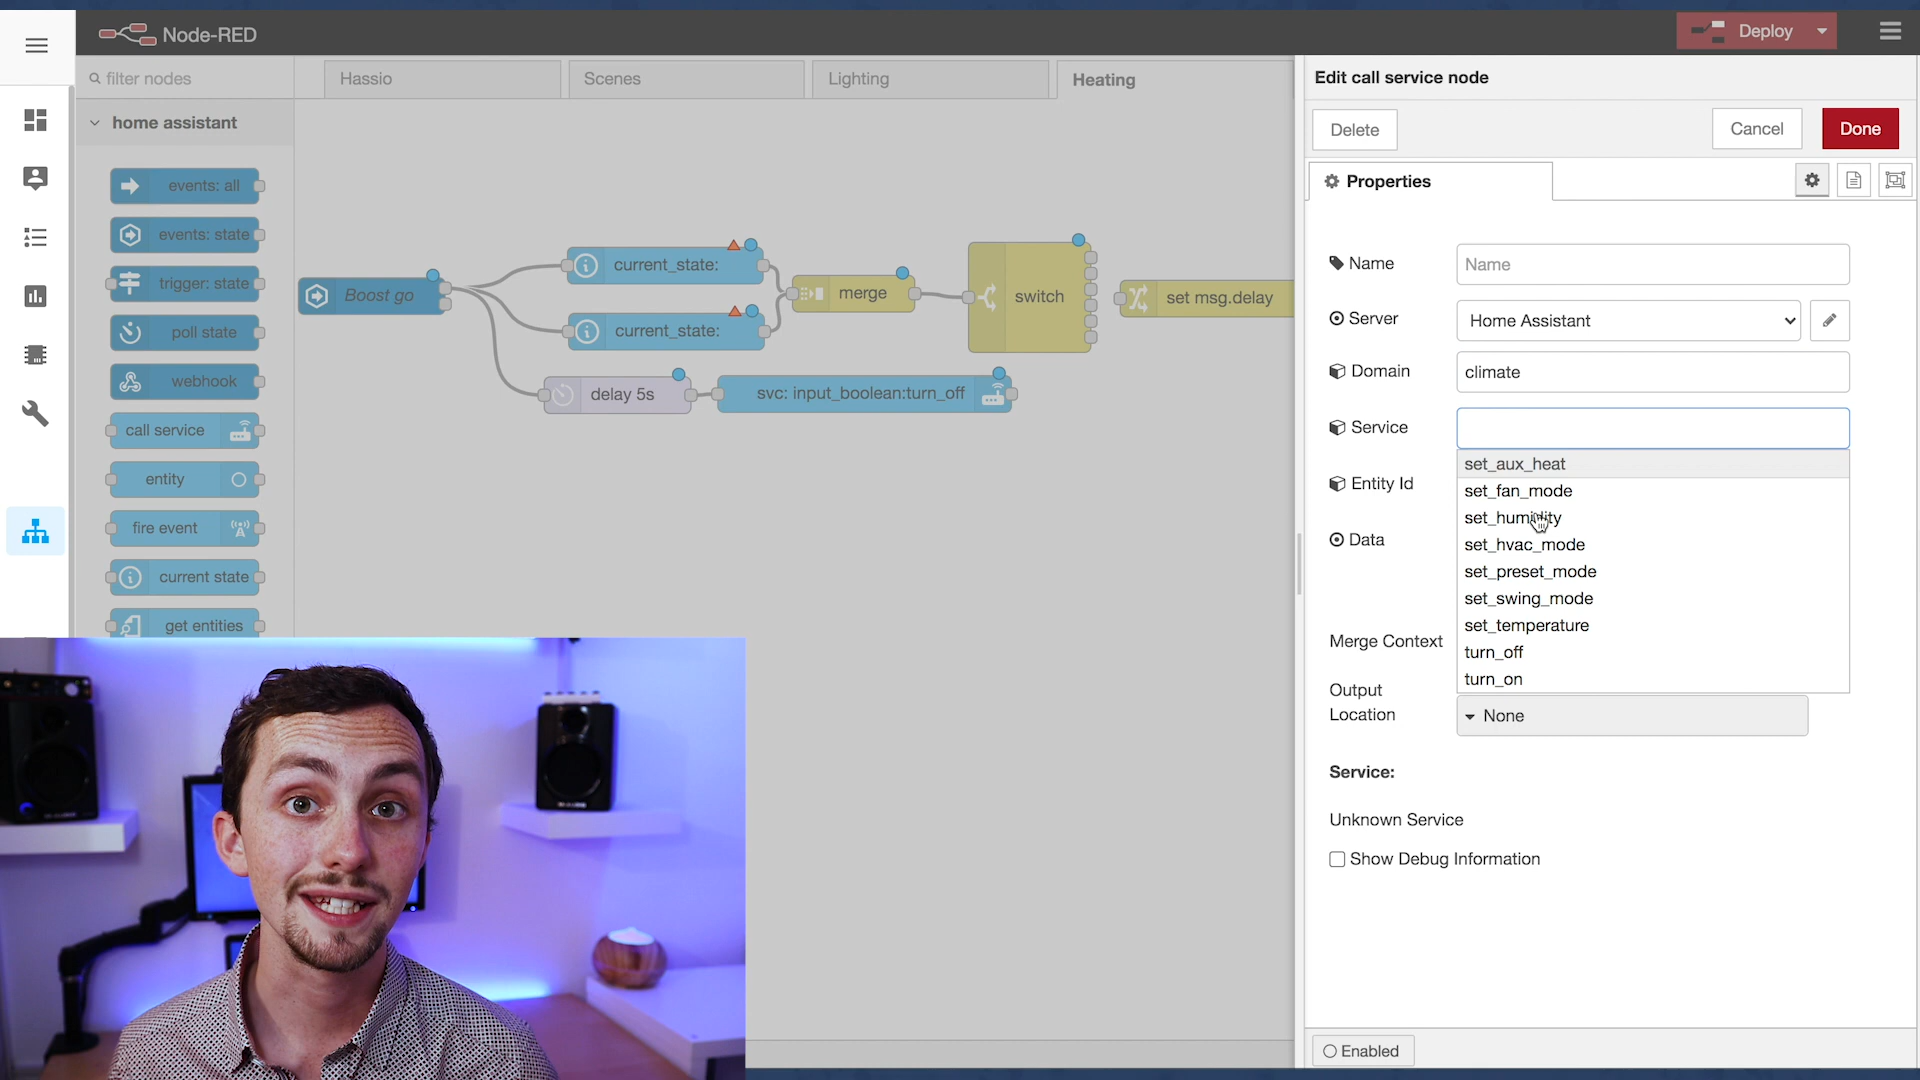 Node-RED
Deploy
filter nodes
Hassio
Scenes
Lighting
Heating
home assistant
events: all
events: state
trigger: state
poll state
webhook
call service
entity
fire event
current state
get entities
Boost go
current_state:
current_state:
merge
switch
set msg.delay
delay 5s
svc: input_boolean:turn_off
Edit call service node
Delete
Cancel
Done
Properties
Name
Name
Server
Home Assistant
Domain
climate
Service
Entity Id
Data
set_aux_heat
set_fan_mode
set_humidity
set_hvac_mode
set_preset_mode
set_swing_mode
set_temperature
turn_off
turn_on
Merge Context
Output
Location
None
Service:
Unknown Service
Show Debug Information
Enabled